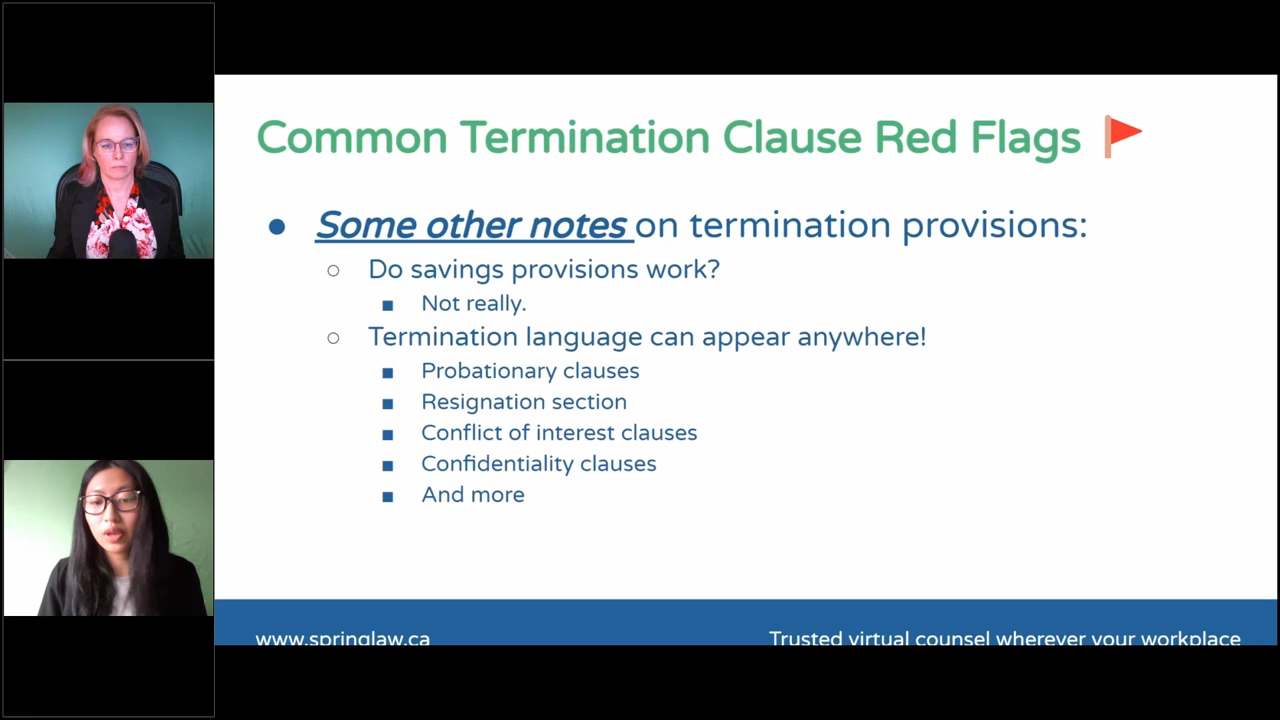 Common Termination Clause Red Flags
Some other notes on termination provisions:
Do savings provisions work?
Not really.
Termination language can appear anywhere!
Probationary clauses
Resignation section
Conflict of interest clauses
Confidentiality clauses
And more
www.springlaw.ca
Trusted virtual counsel wherever your workplace